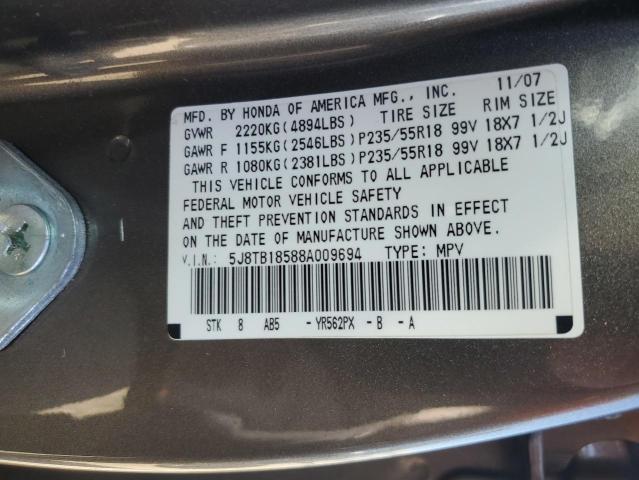 MFD. BY HONDA OF AMERICA MFG., INC. 11/07
GVWR 2220KG(4894LBS) TIRE SIZE RIM SIZE
GAWR F 1155KG(2546LBS)P235/55R18 99V 18X7 1/2J
GAWR R 1080KG(2381LBS)P235/55R18 99V 18X7 1/2J
THIS VEHICLE CONFORMS TO ALL APPLICABLE
FEDERAL MOTOR VEHICLE SAFETY
AND THEFT PREVENTION STANDARDS IN EFFECT
ON THE DATE OF MANUFACTURE SHOWN ABOVE.
V.I.N.: 5J8TB18588A009694 TYPE: MPV
STK 8 AB5 -YR562PX -B -A